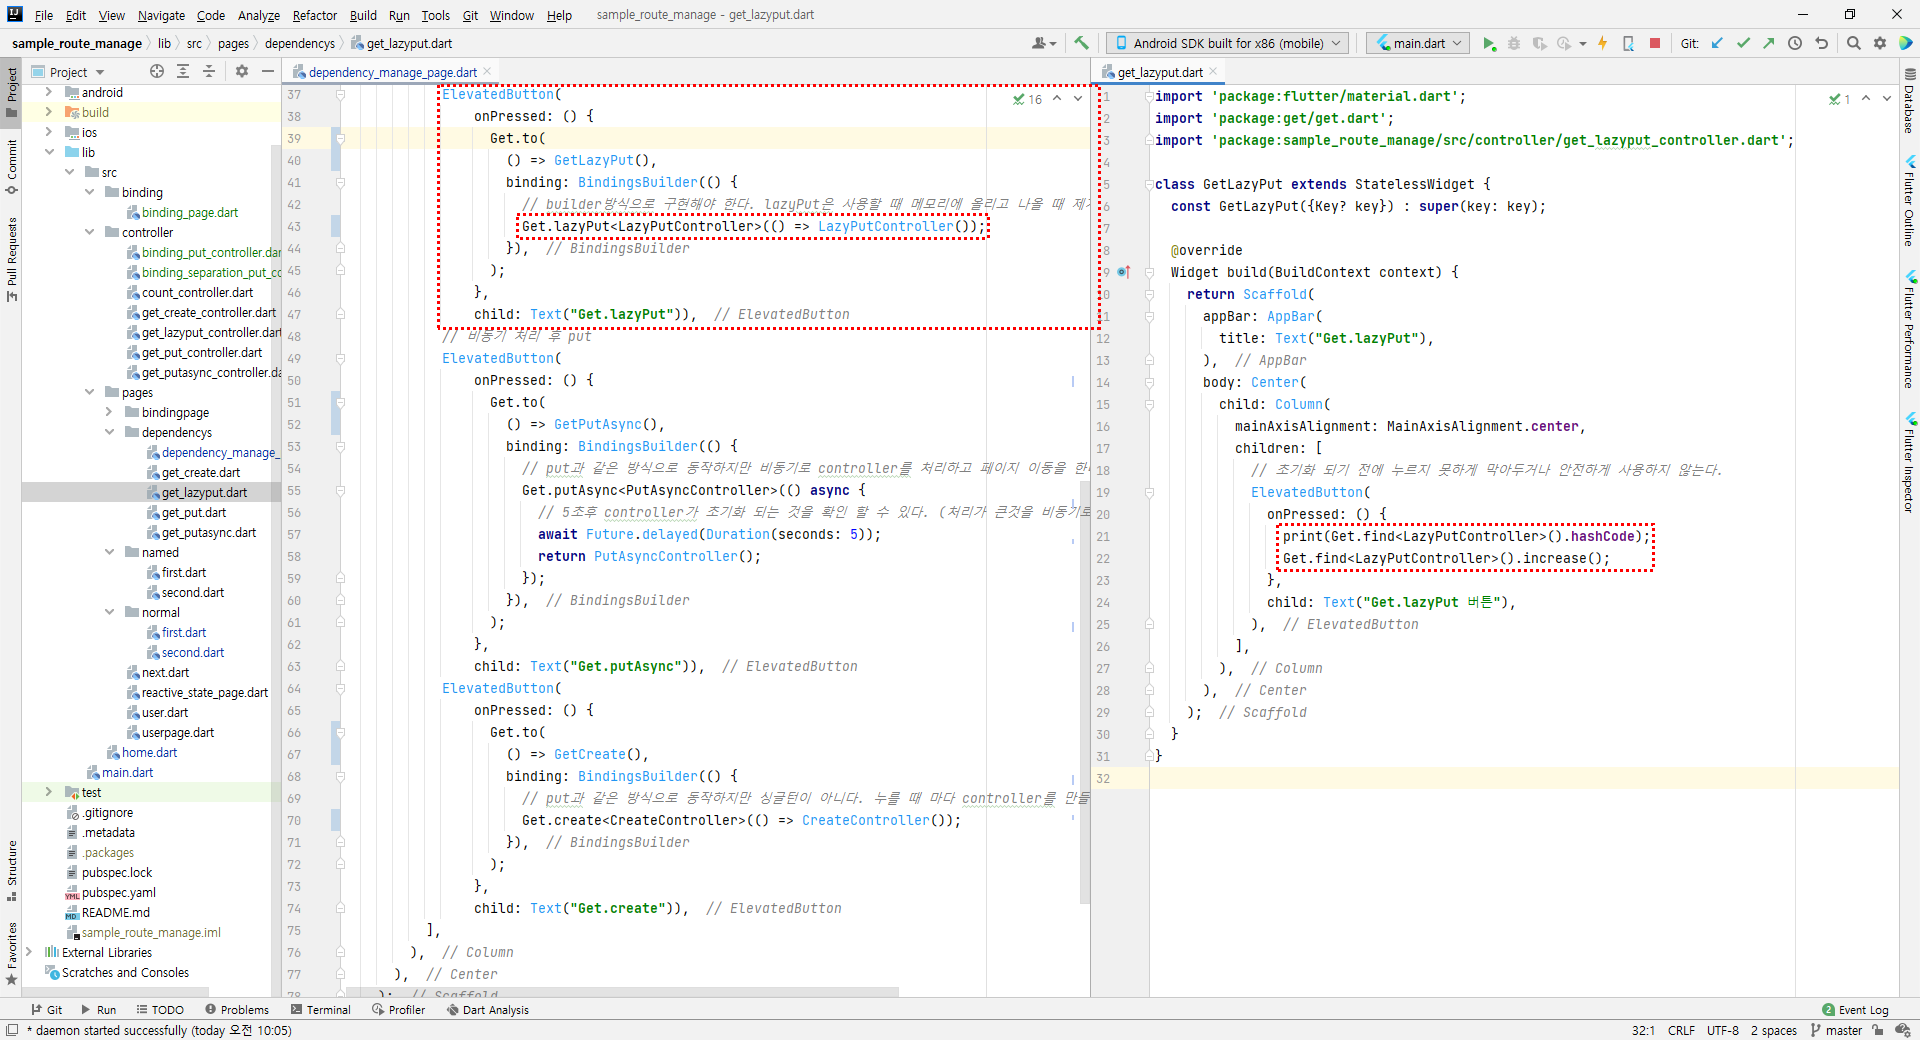 File Edit View Navigate Code Analyze Refactor Build Run Tools Git Window Help sample_route_manage - get_lazyput.dart
sample_route_manage lib src pages dependencys get_lazyput.dart
Android SDK built for x86 (mobile) main.dart Git:
Project
Commit
Pull Requests
Structure
Favorites
Project
android
build
ios
lib
src
binding
binding_page.dart
controller
binding_put_controller.dar
binding_separation_put_co
count_controller.dart
get_create_controller.dart
get_lazyput_controller.dart
get_put_controller.dart
get_putasync_controller.da
pages
bindingpage
dependencys
dependency_manage_
get_create.dart
get_lazyput.dart
get_put.dart
get_putasync.dart
named
first.dart
second.dart
normal
first.dart
second.dart
next.dart
reactive_state_page.dart
user.dart
userpage.dart
home.dart
main.dart
test
.gitignore
.metadata
.packages
pubspec.lock
pubspec.yaml
README.md
sample_route_manage.iml
External Libraries
Scratches and Consoles
dependency_manage_page.dart
16
37 ElevatedButton(
38 onPressed: () {
39 Get.to(
40 () => GetLazyPut(),
41 binding: BindingsBuilder(() {
42 // builder방식으로 구현해야 한다. lazyPut은 사용할 때 메모리에 올리고 나올 때 제
43 Get.lazyPut<LazyPutController>(() => LazyPutController());
44 }), // BindingsBuilder
45 );
46 },
47 child: Text("Get.lazyPut")), // ElevatedButton
48 // 비동기 처리 후 put
49 ElevatedButton(
50 onPressed: () {
51 Get.to(
52 () => GetPutAsync(),
53 binding: BindingsBuilder(() {
54 // put과 같은 방식으로 동작하지만 비동기로 controller를 처리하고 페이지 이동을 한
55 Get.putAsync<PutAsyncController>(() async {
56 // 5초후 controller가 초기화 되는 것을 확인 할 수 있다. (처리가 큰것을 비동기로
57 await Future.delayed(Duration(seconds: 5));
58 return PutAsyncController();
59 });
60 }), // BindingsBuilder
61 );
62 },
63 child: Text("Get.putAsync")), // ElevatedButton
64 ElevatedButton(
65 onPressed: () {
66 Get.to(
67 () => GetCreate(),
68 binding: BindingsBuilder(() {
69 // put과 같은 방식으로 동작하지만 싱글턴이 아니다. 누를 때 마다 controller를 만들
70 Get.create<CreateController>(() => CreateController());
71 }), // BindingsBuilder
72 );
73 },
74 child: Text("Get.create")), // ElevatedButton
75 ],
76 ), // Column
77 ), // Center
78 ); // Scaffold
get_lazyput.dart
1
1 import 'package:flutter/material.dart';
2 import 'package:get/get.dart';
3 import 'package:sample_route_manage/src/controller/get_lazyput_controller.dart';
4
5 class GetLazyPut extends StatelessWidget {
6 const GetLazyPut({Key? key}) : super(key: key);
7
8 @override
9 Widget build(BuildContext context) {
10 return Scaffold(
11 appBar: AppBar(
12 title: Text("Get.lazyPut"),
13 ), // AppBar
14 body: Center(
15 child: Column(
16 mainAxisAlignment: MainAxisAlignment.center,
17 children: [
18 // 초기화 되기 전에 누르지 못하게 막아두거나 안전하게 사용하지 않는다.
19 ElevatedButton(
20 onPressed: () {
21 print(Get.find<LazyPutController>().hashCode);
22 Get.find<LazyPutController>().increase();
23 },
24 child: Text("Get.lazyPut 버튼"),
25 ), // ElevatedButton
26 ],
27 ), // Column
28 ), // Center
29 ); // Scaffold
30 }
31 }
32
Database
Flutter Outline
Flutter Performance
Flutter Inspector
Git Run TODO Problems Terminal Profiler Dart Analysis 2 Event Log
* daemon started successfully (today 오전 10:05) 32:1 CRLF UTF-8 2 spaces master